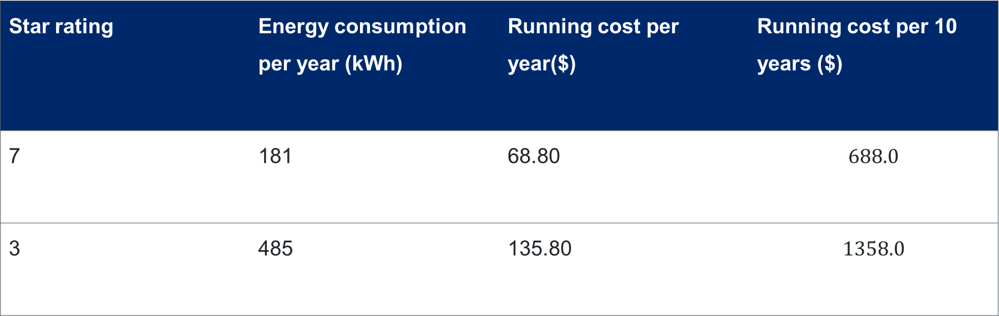 Star rating
Energy consumption
per year (kWh)
Running cost per
year($)
Running cost per 10
years ($)
7
181
68.80
688.0
3
485
135.80
1358.0